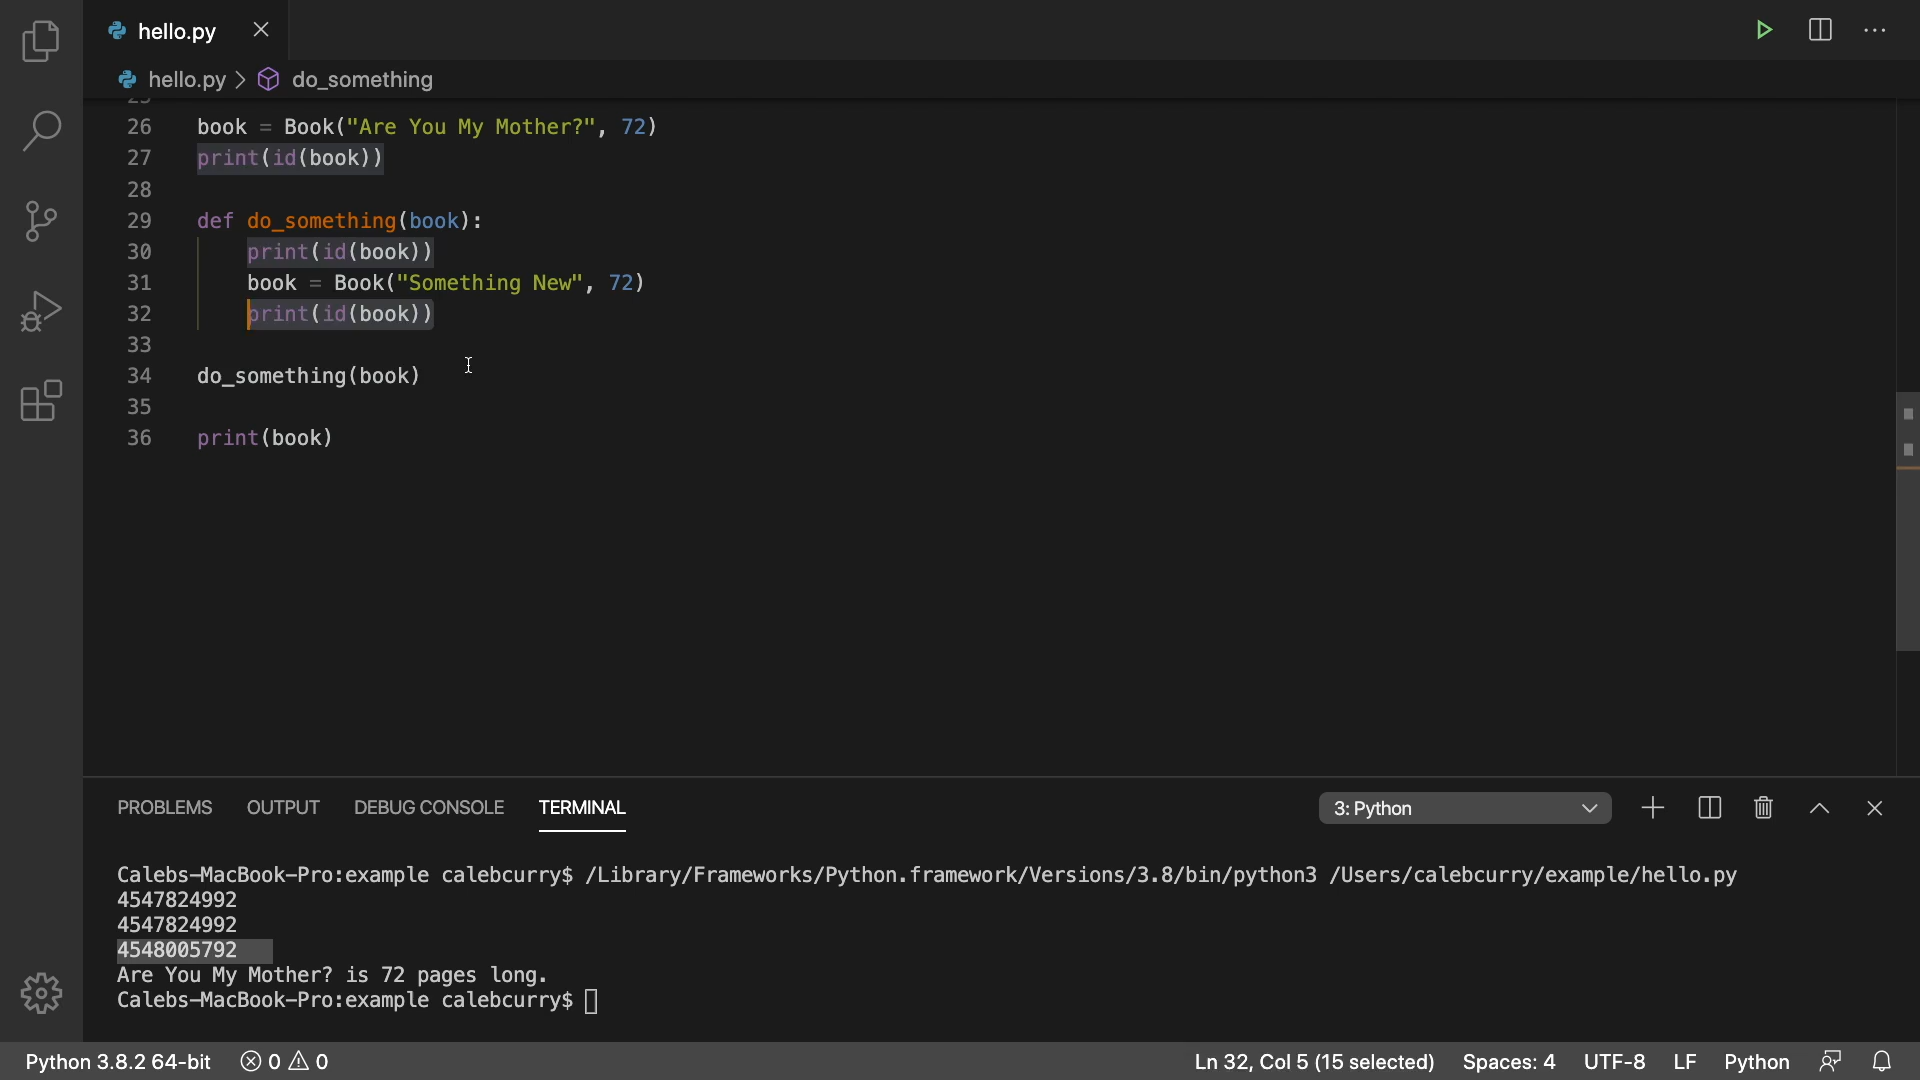 hello.py
hello.py > do_something
26 book = Book("Are You My Mother?", 72)
27 print(id(book))
28
29 def do_something(book):
30     print(id(book))
31     book = Book("Something New", 72)
32     print(id(book))
33
34 do_something(book)
35
36 print(book)
PROBLEMS OUTPUT DEBUG CONSOLE TERMINAL 3: Python
Calebs-MacBook-Pro:example calebcurry$ /Library/Frameworks/Python.framework/Versions/3.8/bin/python3 /Users/calebcurry/example/hello.py
4547824992
4547824992
4548005792
Are You My Mother? is 72 pages long.
Calebs-MacBook-Pro:example calebcurry$
Python 3.8.2 64-bit 0 0 Ln 32, Col 5 (15 selected) Spaces: 4 UTF-8 LF Python